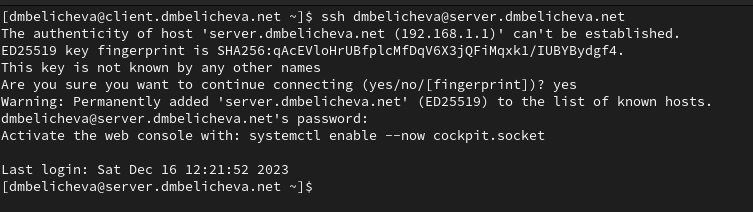 [dmbelicheva@client.dmbelicheva.net ~]$ ssh dmbelicheva@server.dmbelicheva.net
The authenticity of host 'server.dmbelicheva.net (192.168.1.1)' can't be established.
ED25519 key fingerprint is SHA256:qAcEVloHrUBfplcMfDqV6X3jQFiMqxk1/IUBYBydgf4.
This key is not known by any other names
Are you sure you want to continue connecting (yes/no/[fingerprint])? yes
Warning: Permanently added 'server.dmbelicheva.net' (ED25519) to the list of known hosts.
dmbelicheva@server.dmbelicheva.net's password:
Activate the web console with: systemctl enable --now cockpit.socket
Last login: Sat Dec 16 12:21:52 2023
[dmbelicheva@server.dmbelicheva.net ~]$